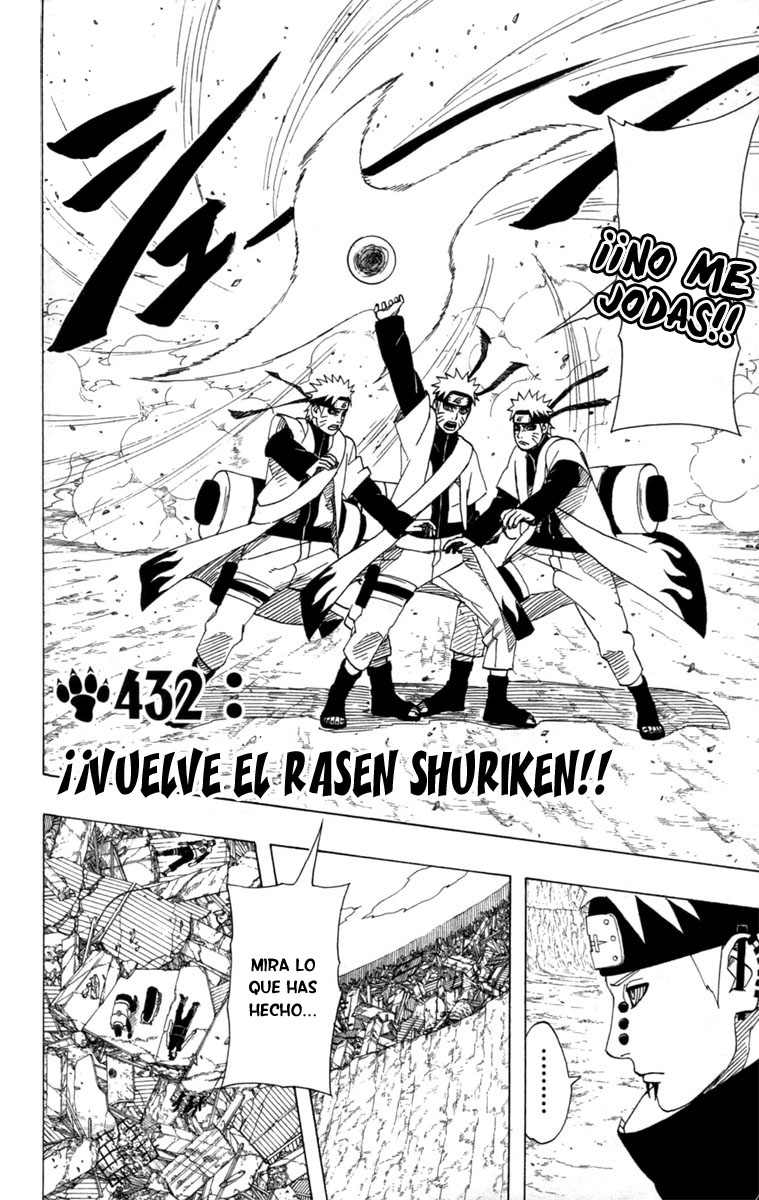 シュ
¡¡NO ME
JODAS!!
432:
¡¡VUELVE EL RASEN SHURIKEN!!
MIRA LO
QUE HAS
HECHO...
........